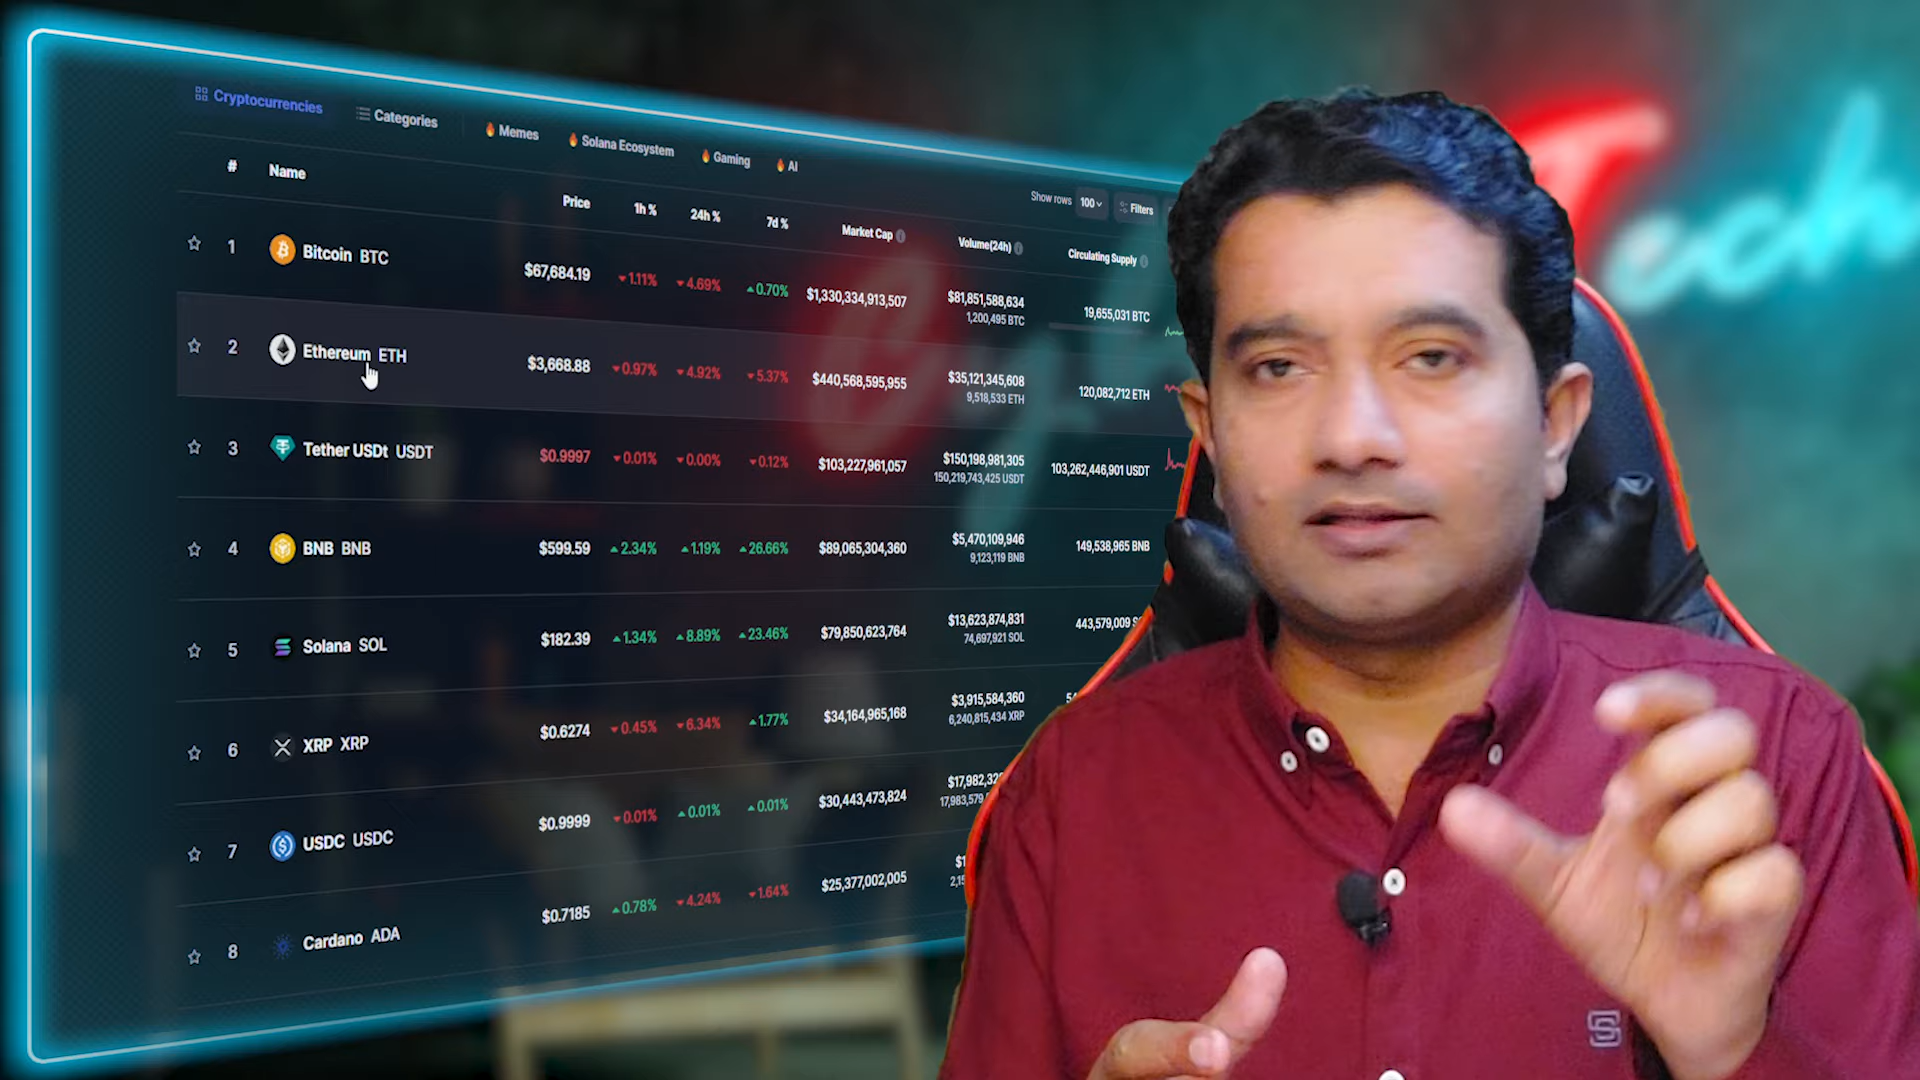 Cryptocurrencies Categories Memes Solana Ecosystem Gaming AI
Show rows 100 Filters
# Name Price 1h % 24h % 7d % Market Cap Volume(24h) Circulating Supply
1 Bitcoin BTC $67,684.19 1.11% 4.69% 0.70% $1,330,334,913,507 $81,851,588,634 19,655,031 BTC
1,200,495 BTC
2 Ethereum ETH $3,668.88 0.97% 4.92% 5.37% $440,568,595,955 $35,121,345,608 120,082,712 ETH
9,518,533 ETH
3 Tether USDt USDT $0.9997 0.01% 0.00% 0.12% $103,227,961,057 $150,198,981,305 103,262,446,901 USDT
150,219,743,425 USDT
4 BNB BNB $599.59 2.34% 1.19% 26.66% $89,065,304,360 $5,470,109,946 149,538,965 BNB
9,123,119 BNB
5 Solana SOL $182.39 1.34% 8.89% 23.46% $79,850,623,764 $13,623,874,831 443,579,009
74,697,921 SOL
6 XRP XRP $0.6274 0.45% 6.34% 1.77% $34,164,965,168 $3,915,584,360
6,240,815,434 XRP
7 USDC USDC $0.9999 0.01% 0.01% 0.01% $30,443,473,824
8 Cardano ADA $0.7185 0.78% 4.24% 1.64% $25,377,002,005
Tech